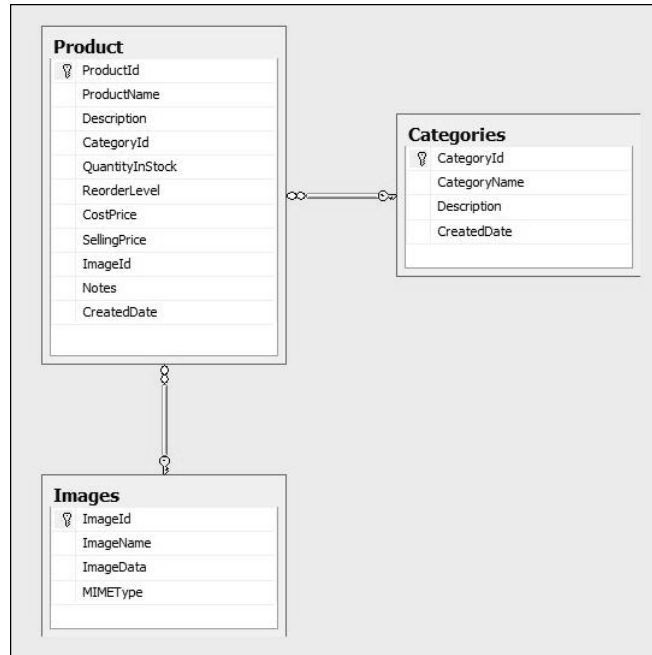 Product
ProductId
ProductName
Description
CategoryId
QuantityInStock
ReorderLevel
CostPrice
SellingPrice
ImageId
Notes
CreatedDate
Categories
CategoryId
CategoryName
Description
CreatedDate
Images
ImageId
ImageName
ImageData
MIMEType